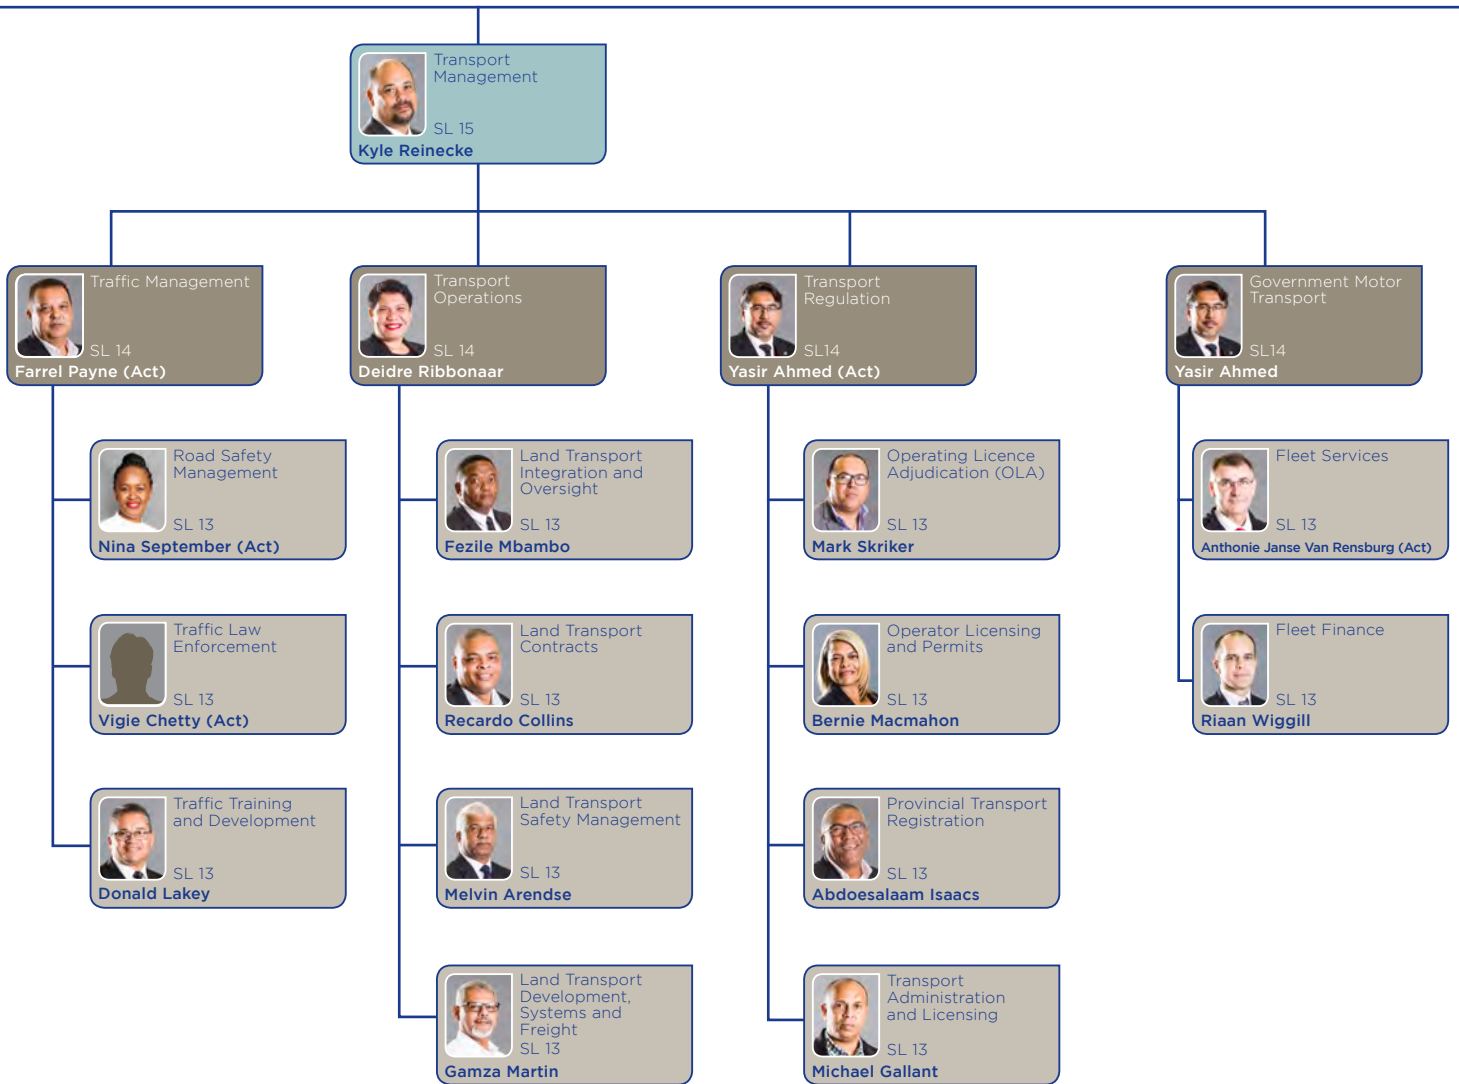 Transport
Management
SL 15
Kyle Reinecke
Traffic Management
SL 14
Farrel Payne (Act)
Transport
Operations
SL 14
Deidre Ribbonaar
Transport
Regulation
SL14
Yasir Ahmed (Act)
Government Motor
Transport
SL14
Yasir Ahmed
Road Safety
Management
SL 13
Nina September (Act)
Traffic Law
Enforcement
SL 13
Vigie Chetty (Act)
Traffic Training
and Development
SL 13
Donald Lakey
Land Transport
Integration and
Oversight
SL 13
Fezile Mbambo
Land Transport
Contracts
SL 13
Recardo Collins
Land Transport
Safety Management
SL 13
Melvin Arendse
Land Transport
Development,
Systems and
Freight
SL 13
Gamza Martin
Operating Licence
Adjudication (OLA)
SL 13
Mark Skriker
Operator Licensing
and Permits
SL 13
Bernie Macmahon
Provincial Transport
Registration
SL 13
Abdoesalaam Isaacs
Transport
Administration
and Licensing
SL 13
Michael Gallant
Fleet Services
SL 13
Anthonie Janse Van Rensburg (Act)
Fleet Finance
SL 13
Riaan Wiggill